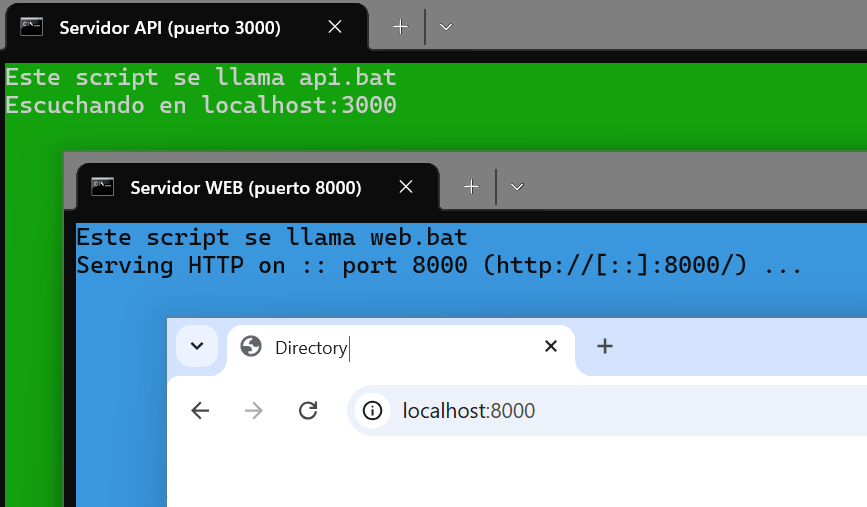 Servidor API (puerto 3000)
Este script se llama api.bat
Escuchando en localhost:3000
Servidor WEB (puerto 8000)
Este script se llama web.bat
Serving HTTP on :: port 8000 (http://[::]:8000/) ...
Directory
localhost:8000